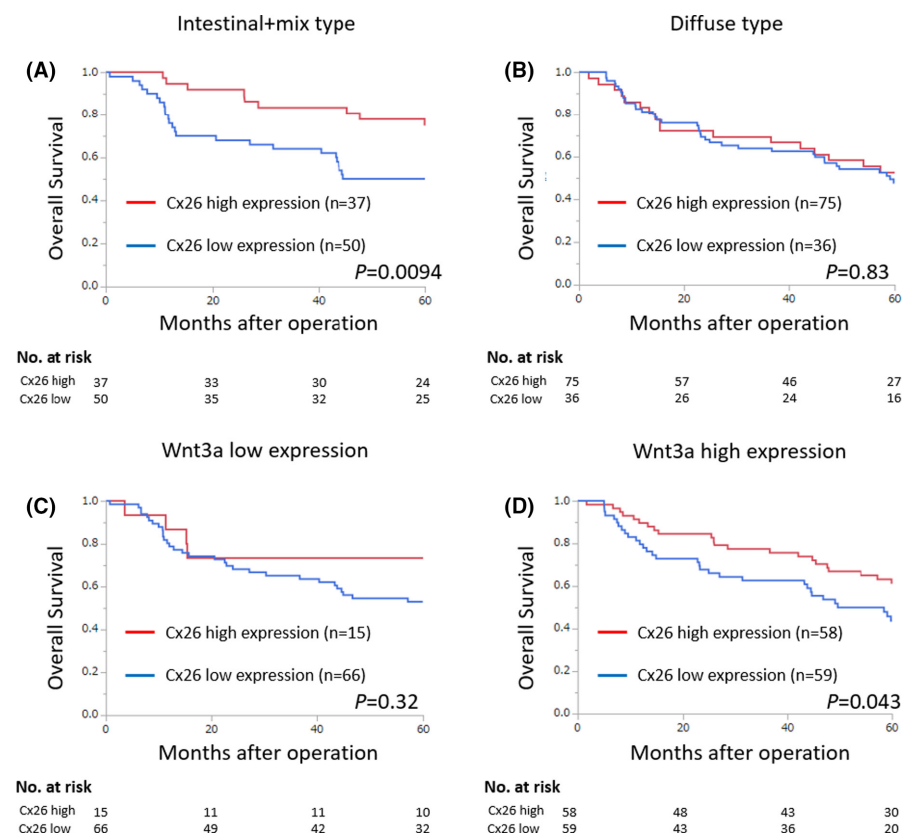 Intestinal+mix type
Diffuse type
(A)
1.0
0.8
0.6
0.4
0.2
0.0
Overall Survival
Cx26 high expression (n=37)
Cx26 low expression (n=50)
P=0.0094
0 20 40 60
Months after operation
No. at risk
Cx26 high 37 33 30 24
Cx26 low 50 35 32 25
(B)
1.0
0.8
0.6
0.4
0.2
0.0
Overall Survival
Cx26 high expression (n=75)
Cx26 low expression (n=36)
P=0.83
0 20 40 60
Months after operation
No. at risk
Cx26 high 75 57 46 27
Cx26 low 36 26 24 16
Wnt3a low expression
Wnt3a high expression
(C)
1.0
0.8
0.6
0.4
0.2
0.0
Overall Survival
Cx26 high expression (n=15)
Cx26 low expression (n=66)
P=0.32
0 20 40 60
Months after operation
No. at risk
Cx26 high 15 11 11 10
Cx26 low 66 49 42 32
(D)
1.0
0.8
0.6
0.4
0.2
0.0
Overall Survival
Cx26 high expression (n=58)
Cx26 low expression (n=59)
P=0.043
0 20 40 60
Months after operation
No. at risk
Cx26 high 58 48 43 30
Cx26 low 59 43 36 20